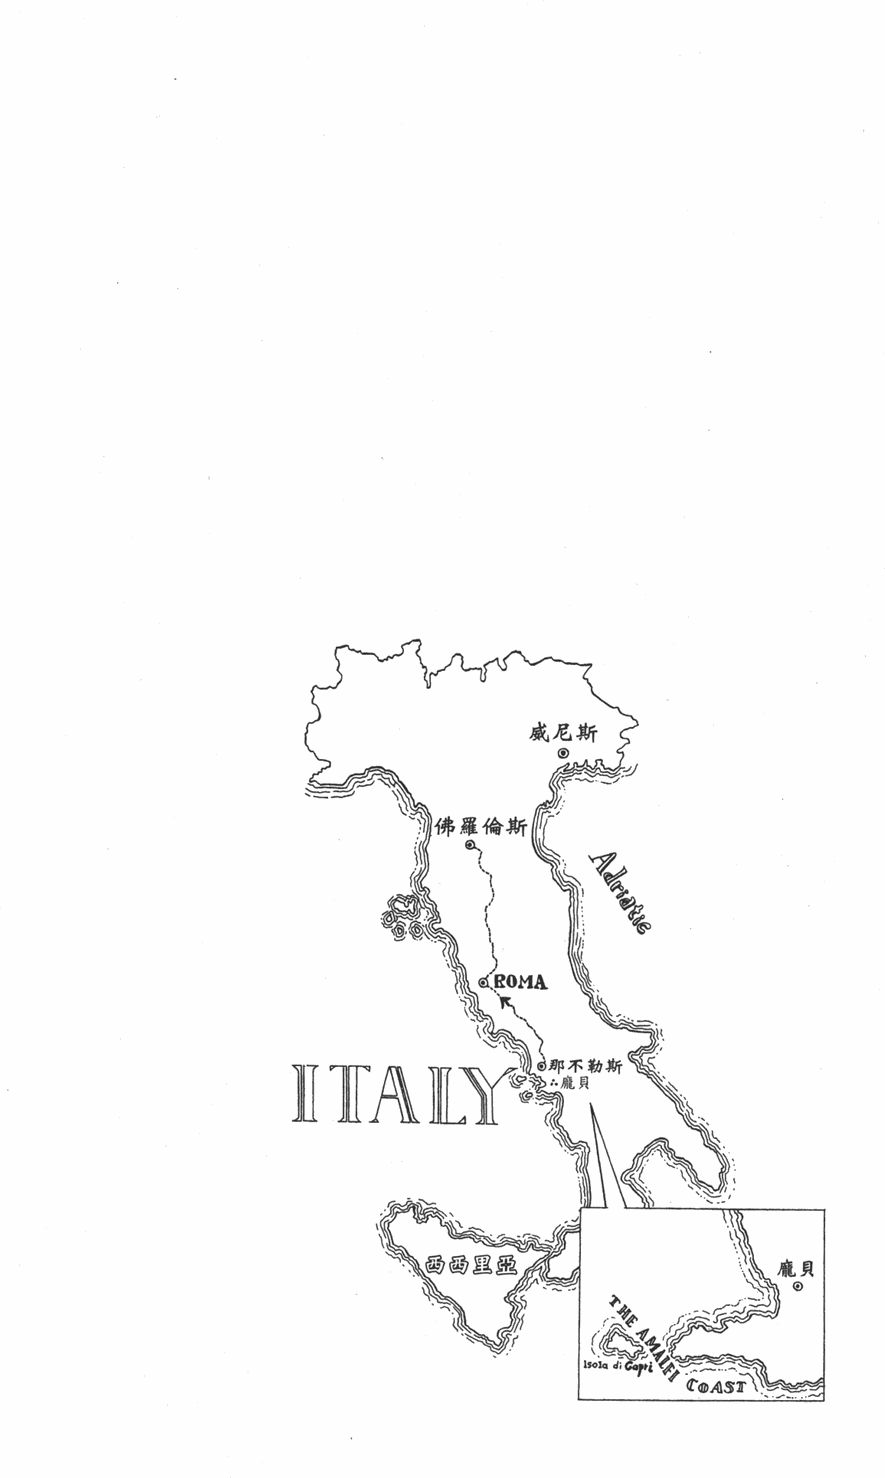 威尼斯
佛羅倫斯
Adriatic
ROMA
那不勒斯
龐貝
ITALY
西西里亞
龐貝
THE AMALFI COAST
Isola di Capri